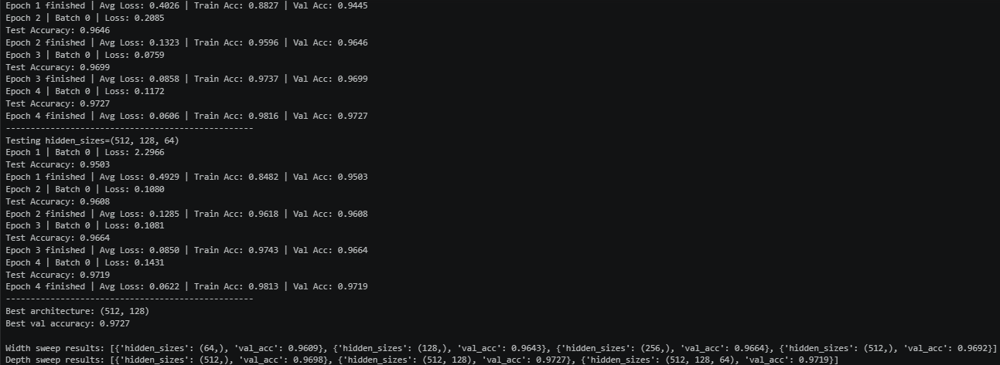 Epoch 1 finished | Avg Loss: 0.4026 | Train Acc: 0.8827 | Val Acc: 0.9445
Epoch 2 | Batch 0 | Loss: 0.2085
Test Accuracy: 0.9646
Epoch 2 finished | Avg Loss: 0.1323 | Train Acc: 0.9596 | Val Acc: 0.9646
Epoch 3 | Batch 0 | Loss: 0.0759
Test Accuracy: 0.9699
Epoch 3 finished | Avg Loss: 0.0858 | Train Acc: 0.9737 | Val Acc: 0.9699
Epoch 4 | Batch 0 | Loss: 0.1172
Test Accuracy: 0.9727
Epoch 4 finished | Avg Loss: 0.0606 | Train Acc: 0.9816 | Val Acc: 0.9727
--------------------------------------------------
Testing hidden_sizes=(512, 128, 64)
Epoch 1 | Batch 0 | Loss: 2.2966
Test Accuracy: 0.9503
Epoch 1 finished | Avg Loss: 0.4929 | Train Acc: 0.8482 | Val Acc: 0.9503
Epoch 2 | Batch 0 | Loss: 0.1080
Test Accuracy: 0.9608
Epoch 2 finished | Avg Loss: 0.1285 | Train Acc: 0.9618 | Val Acc: 0.9608
Epoch 3 | Batch 0 | Loss: 0.1081
Test Accuracy: 0.9664
Epoch 3 finished | Avg Loss: 0.0850 | Train Acc: 0.9743 | Val Acc: 0.9664
Epoch 4 | Batch 0 | Loss: 0.1431
Test Accuracy: 0.9719
Epoch 4 finished | Avg Loss: 0.0622 | Train Acc: 0.9813 | Val Acc: 0.9719
--------------------------------------------------
Best architecture: (512, 128)
Best val accuracy: 0.9727
Width sweep results: [{'hidden_sizes': (64,), 'val_acc': 0.9609}, {'hidden_sizes': (128,), 'val_acc': 0.9643}, {'hidden_sizes': (256,), 'val_acc': 0.9664}, {'hidden_sizes': (512,), 'val_acc': 0.9692}]
Depth sweep results: [{'hidden_sizes': (512,), 'val_acc': 0.9698}, {'hidden_sizes': (512, 128), 'val_acc': 0.9727}, {'hidden_sizes': (512, 128, 64), 'val_acc': 0.9719}]